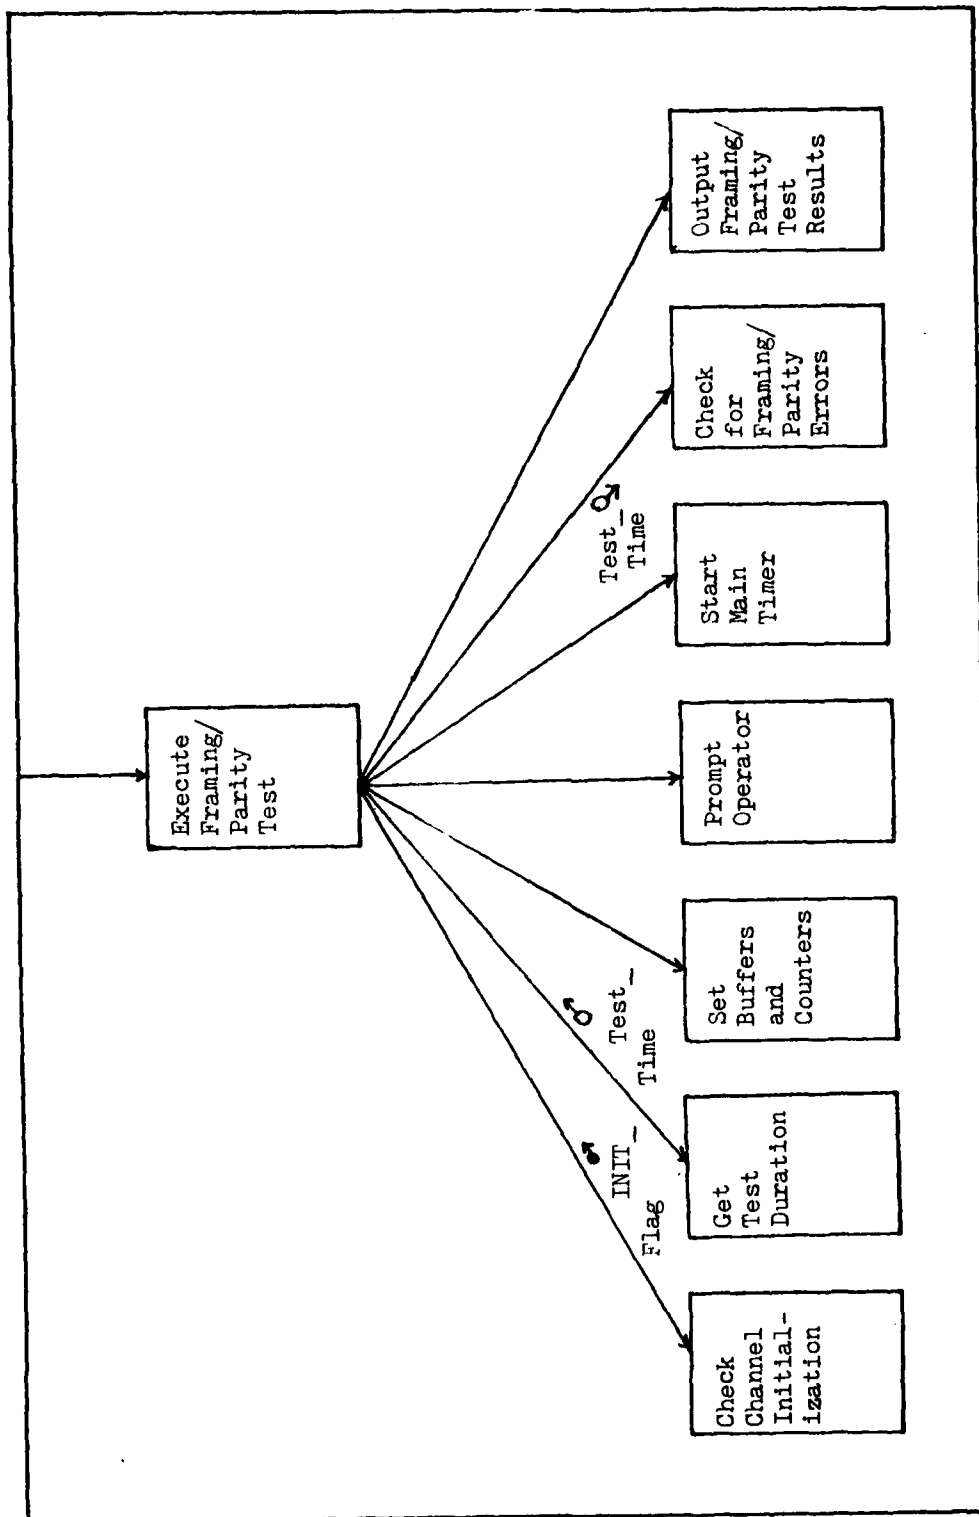 Execute
Framing/
Parity
Test
INIT_
Flag
Test_
Time
Test_
Time
Check
Channel
Initial-
ization
Get
Test
Duration
Set
Buffers
and
Counters
Prompt
Operator
Start
Main
Timer
Check
for
Framing/
Parity
Errors
Output
Framing/
Parity
Test
Results